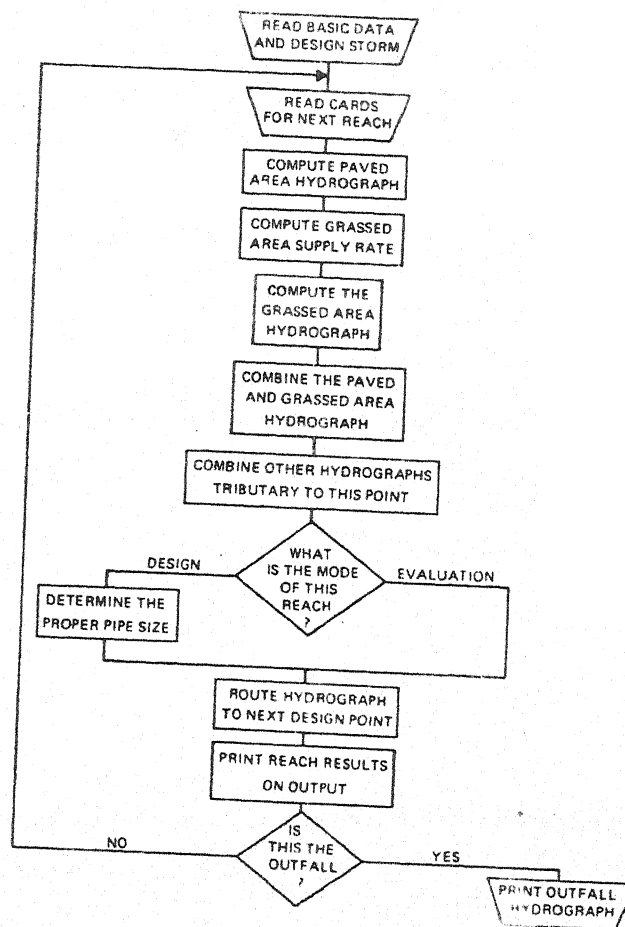 READ BASIC DATA
AND DESIGN STORM
READ CARDS
FOR NEXT REACH
COMPUTE PAVED
AREA HYDROGRAPH
COMPUTE GRASSED
AREA SUPPLY RATE
COMPUTE THE
GRASSED AREA
HYDROGRAPH
COMBINE THE PAVED
AND GRASSED AREA
HYDROGRAPH
COMBINE OTHER HYDROGRAPHS
TRIBUTARY TO THIS POINT
WHAT
IS THE MODE
OF THIS
REACH
?
DESIGN
EVALUATION
DETERMINE THE
PROPER PIPE SIZE
ROUTE HYDROGRAPH
TO NEXT DESIGN POINT
PRINT REACH RESULTS
ON OUTPUT
IS
THIS THE
OUTFALL
?
NO
YES
PRINT OUTFALL
HYDROGRAPH